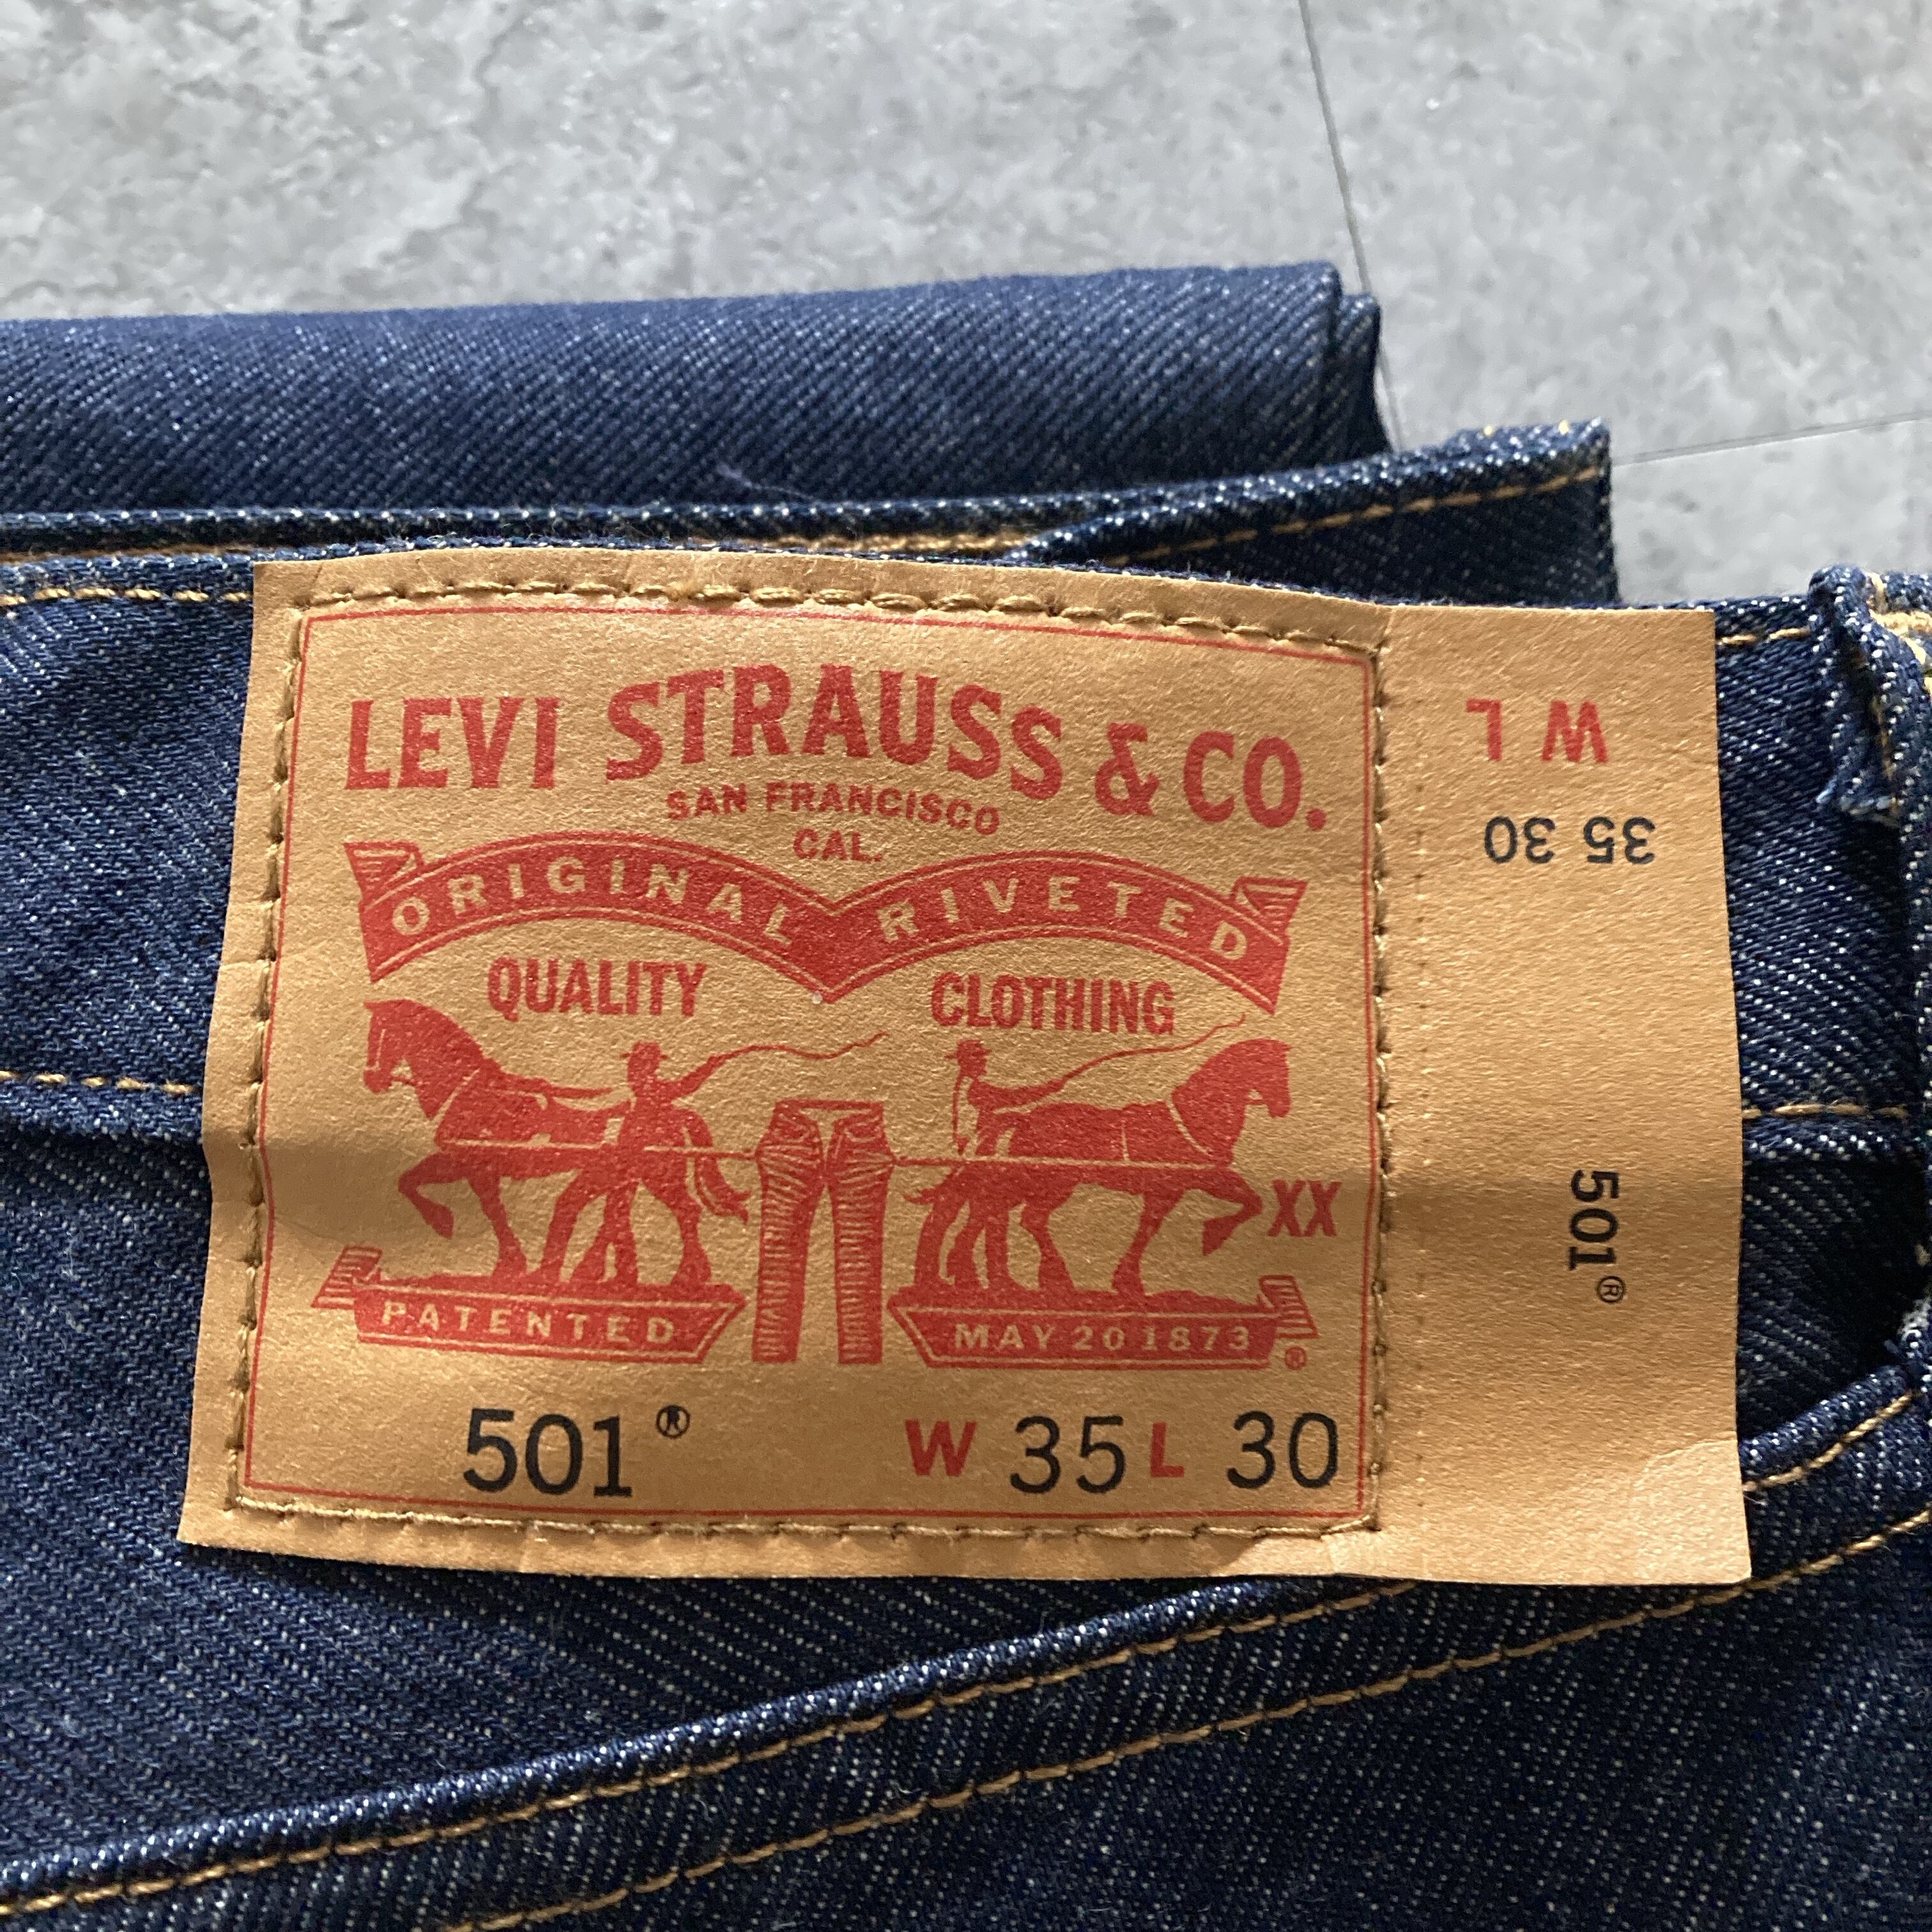 LEVI STRAUSS & CO.
SAN FRANCISCO
CAL.
ORIGINAL RIVETED
QUALITY CLOTHING
XX
PATENTED MAY 20 1873 ®
501® W 35 L 30
W L
35 30
501®